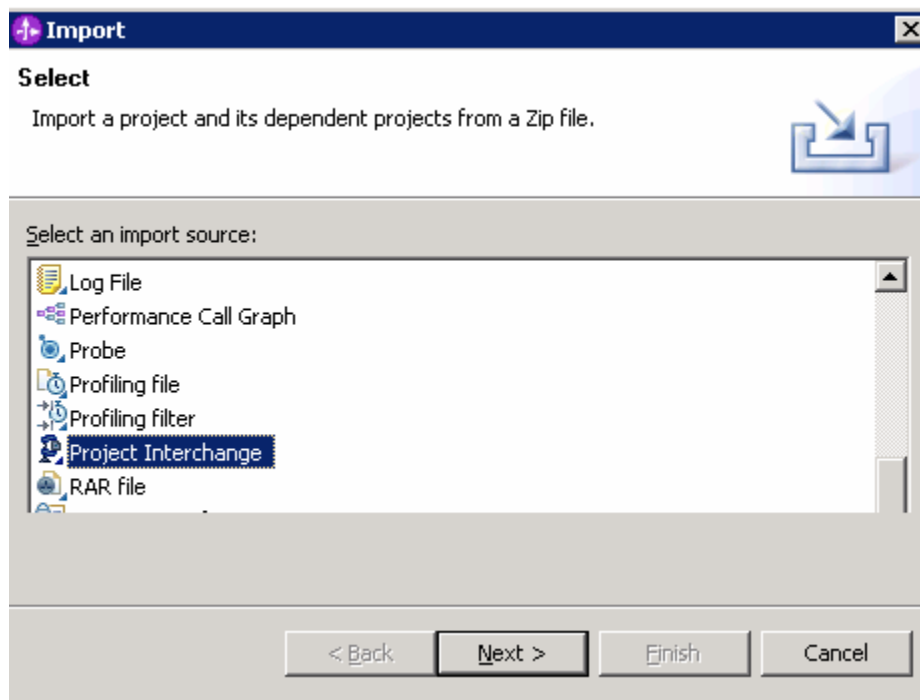 Import
Select
Import a project and its dependent projects from a Zip file.
Select an import source:
Log File
Performance Call Graph
Probe
Profiling file
Profiling filter
Project Interchange
RAR file
< Back Next > Finish Cancel